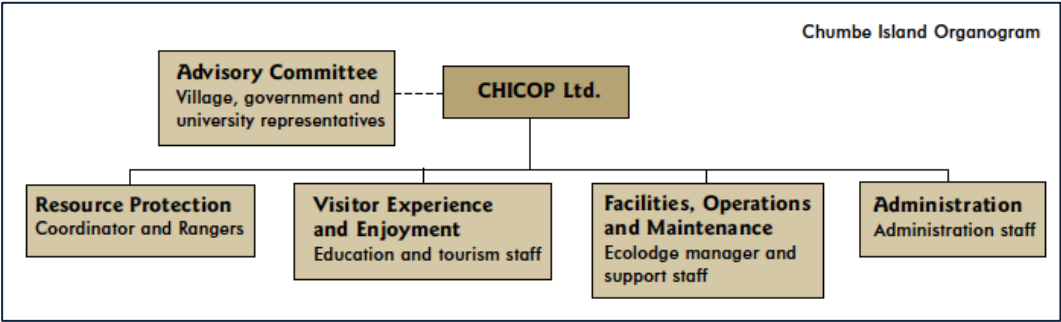 Chumbe Island Organogram
Advisory Committee
Village, government and
university representatives
CHICOP Ltd.
Resource Protection
Coordinator and Rangers
Visitor Experience
and Enjoyment
Education and tourism staff
Facilities, Operations
and Maintenance
Ecolodge manager and
support staff
Administration
Administration staff